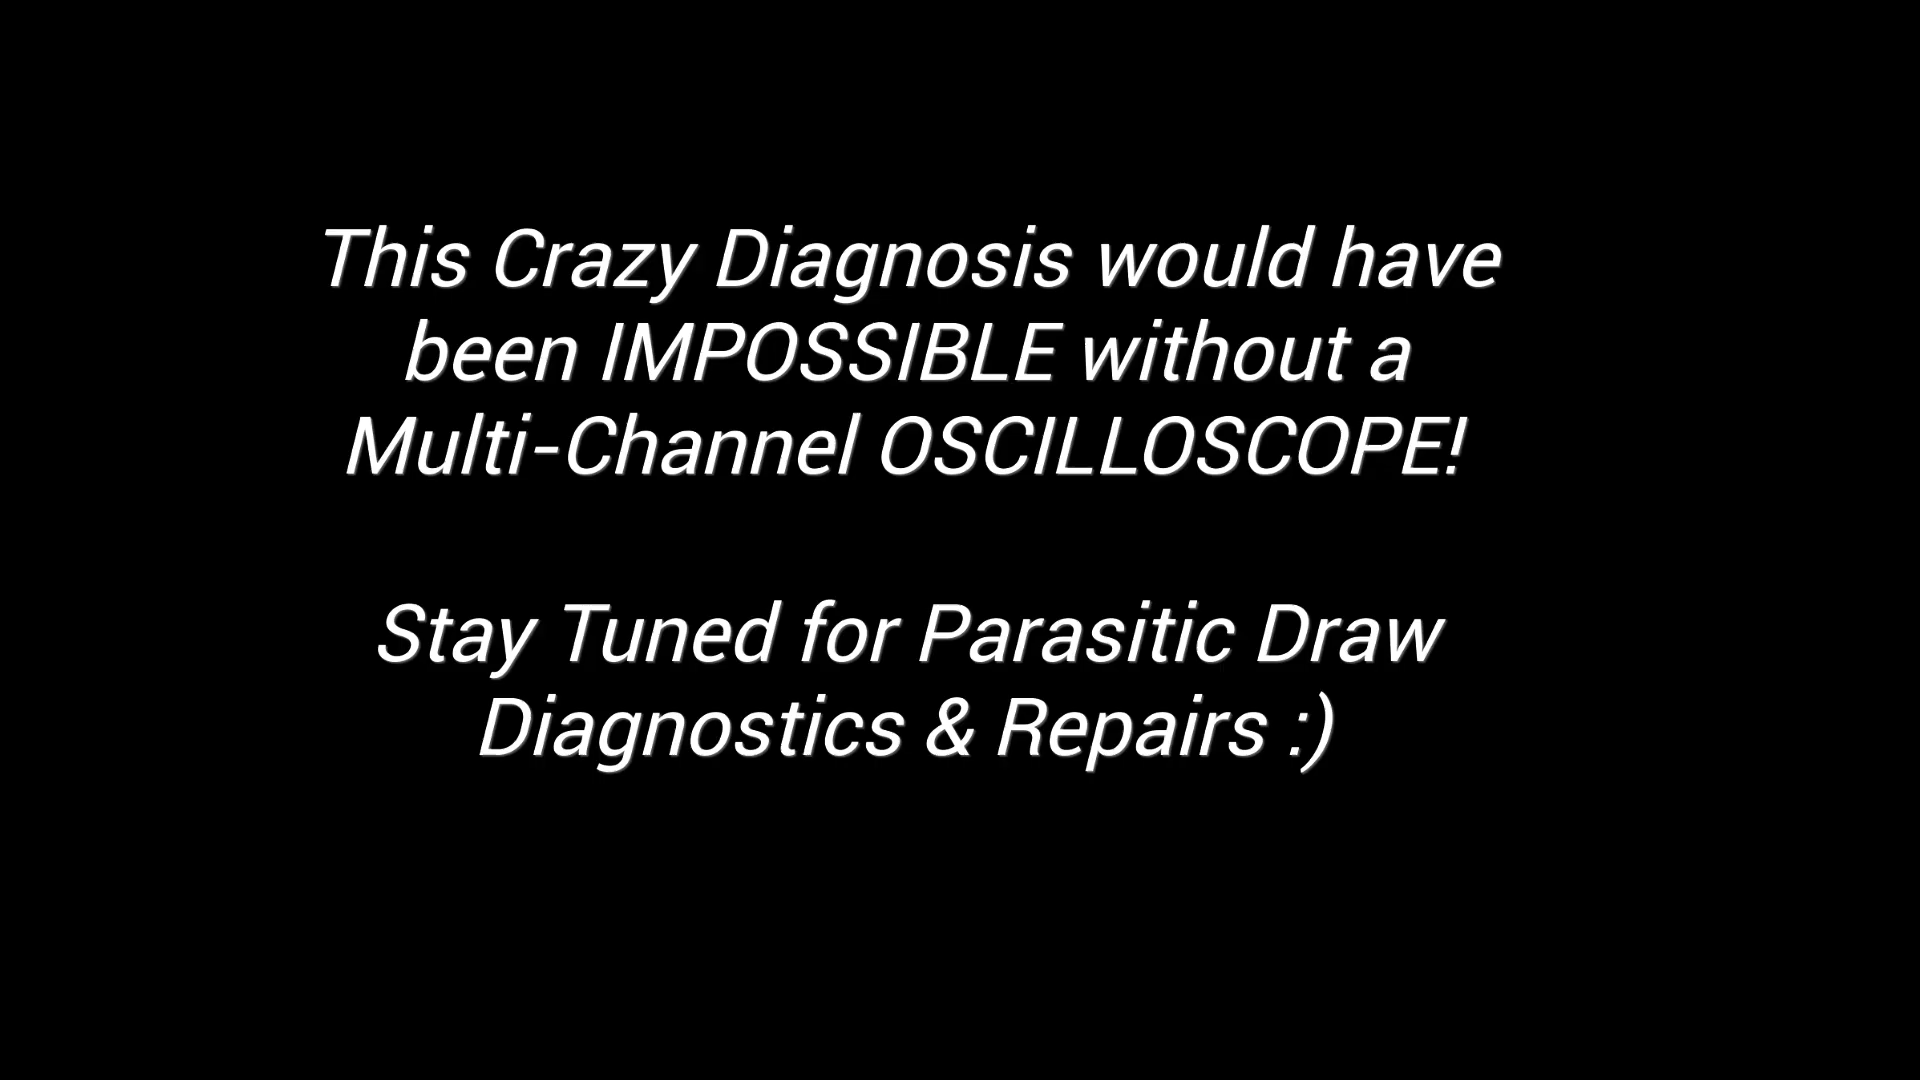 This Crazy Diagnosis would have
been IMPOSSIBLE without a
Multi-Channel OSCILLOSCOPE!
Stay Tuned for Parasitic Draw
Diagnostics & Repairs :)